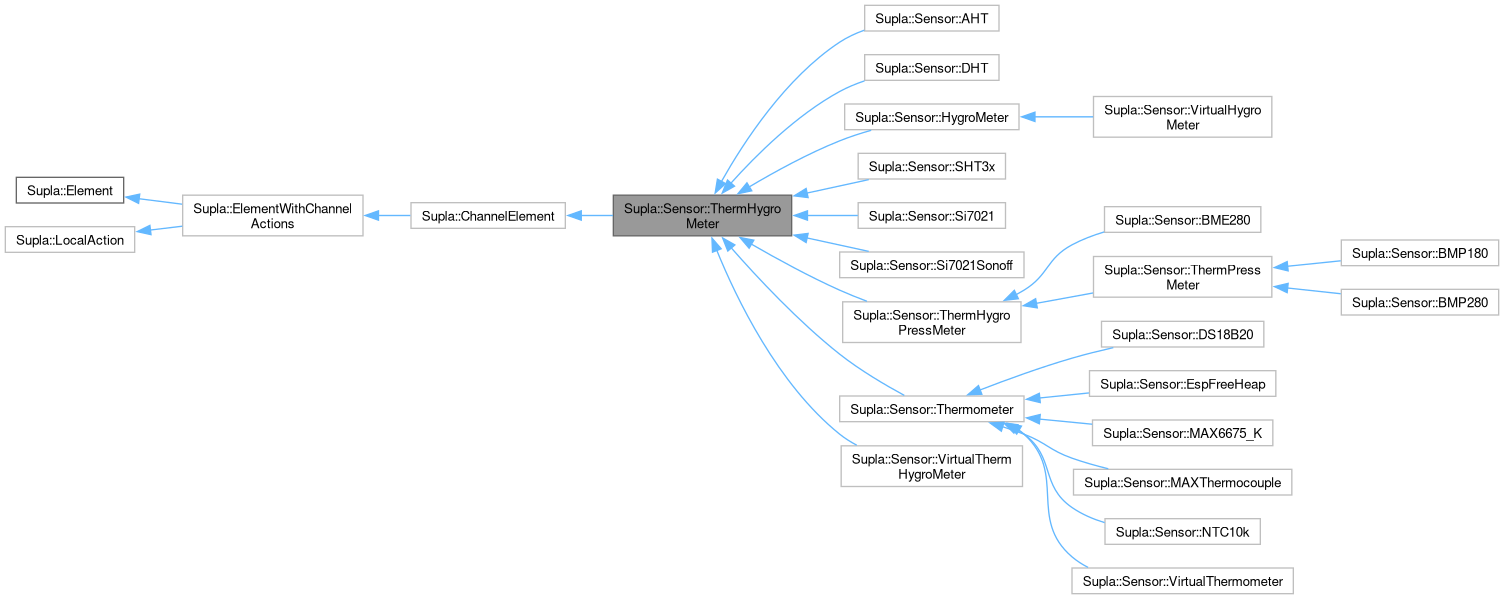 Supla::Element
Supla::LocalAction
Supla::ElementWithChannel
Actions
Supla::ChannelElement
Supla::Sensor::ThermHygro
Meter
Supla::Sensor::AHT
Supla::Sensor::DHT
Supla::Sensor::HygroMeter
Supla::Sensor::SHT3x
Supla::Sensor::Si7021
Supla::Sensor::Si7021Sonoff
Supla::Sensor::ThermHygro
PressMeter
Supla::Sensor::Thermometer
Supla::Sensor::VirtualTherm
HygroMeter
Supla::Sensor::VirtualHygro
Meter
Supla::Sensor::BME280
Supla::Sensor::ThermPress
Meter
Supla::Sensor::DS18B20
Supla::Sensor::EspFreeHeap
Supla::Sensor::MAX6675_K
Supla::Sensor::MAXThermocouple
Supla::Sensor::NTC10k
Supla::Sensor::VirtualThermometer
Supla::Sensor::BMP180
Supla::Sensor::BMP280